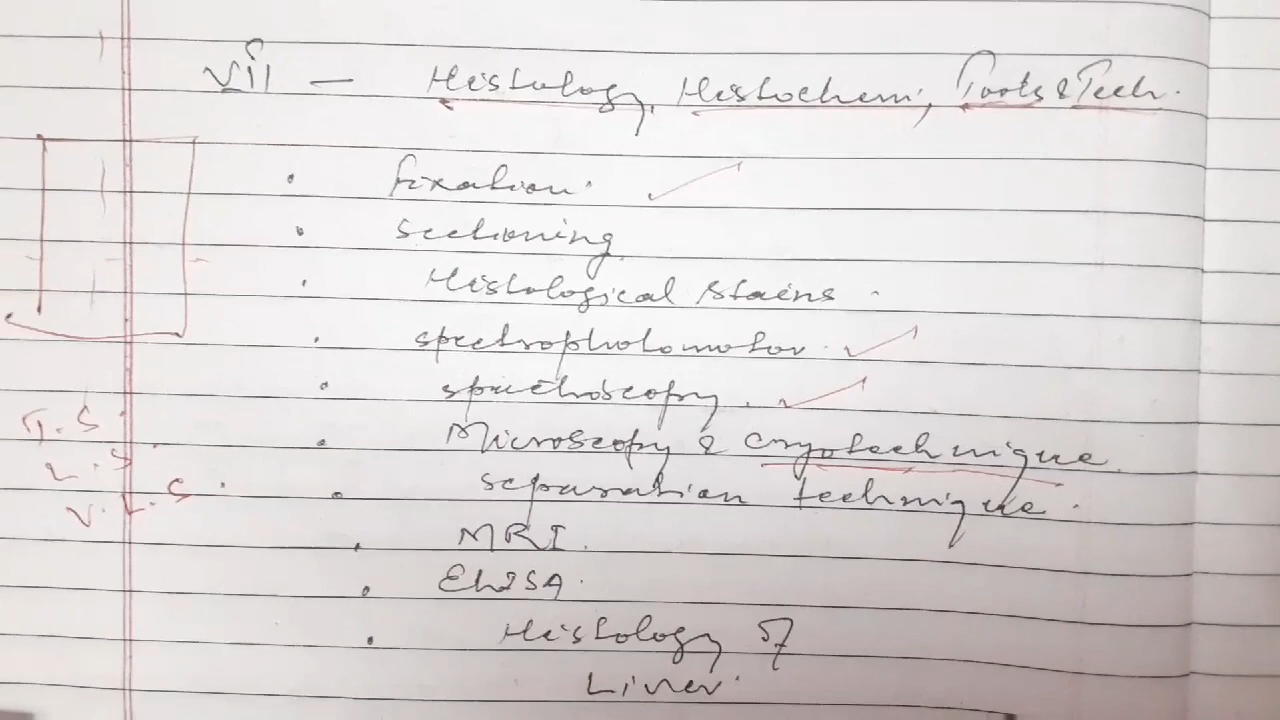 vii — Histology, Histochem, Tools & Tech.
• fixation.
• sectioning
• Histological stains.
• spectrophotomotor.
• spectroscopy.
T. S
• Microscopy & cryotechnique.
L. S
• separation technique.
V. L. S
• MRI.
• ELISA.
• Histology of
Liver.